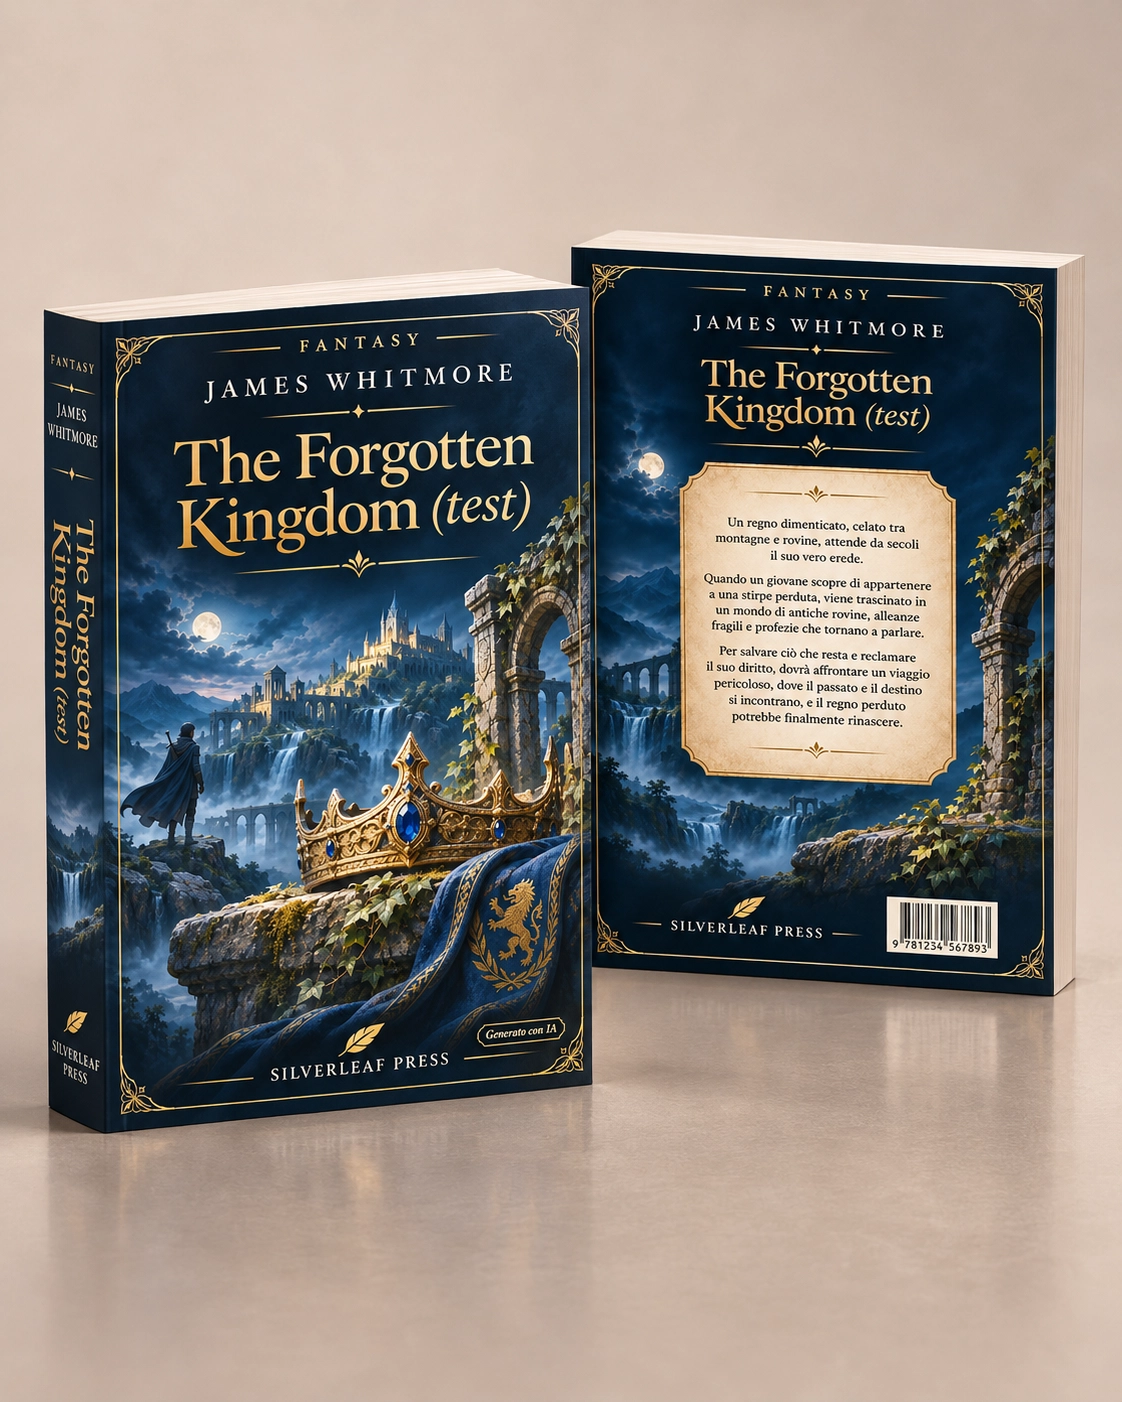 FANTASY
JAMES
WHITMORE
The Forgotten
Kingdom (test)
SILVERLEAF
PRESS
FANTASY
JAMES WHITMORE
The Forgotten
Kingdom (test)
Generato con IA
SILVERLEAF PRESS
FANTASY
JAMES WHITMORE
The Forgotten
Kingdom (test)
Un regno dimenticato, celato tra
montagne e rovine, attende da secoli
il suo vero erede.
Quando un giovane scopre di appartenere
a una stirpe perduta, viene trascinato in
un mondo di antiche rovine, alleanze
fragili e profezie che tornano a parlare.
Per salvare ciò che resta e reclamare
il suo diritto, dovrà affrontare un viaggio
pericoloso, dove il passato e il destino
si incontrano, e il regno perduto
potrebbe finalmente rinascere.
SILVERLEAF PRESS
9 781234 567893